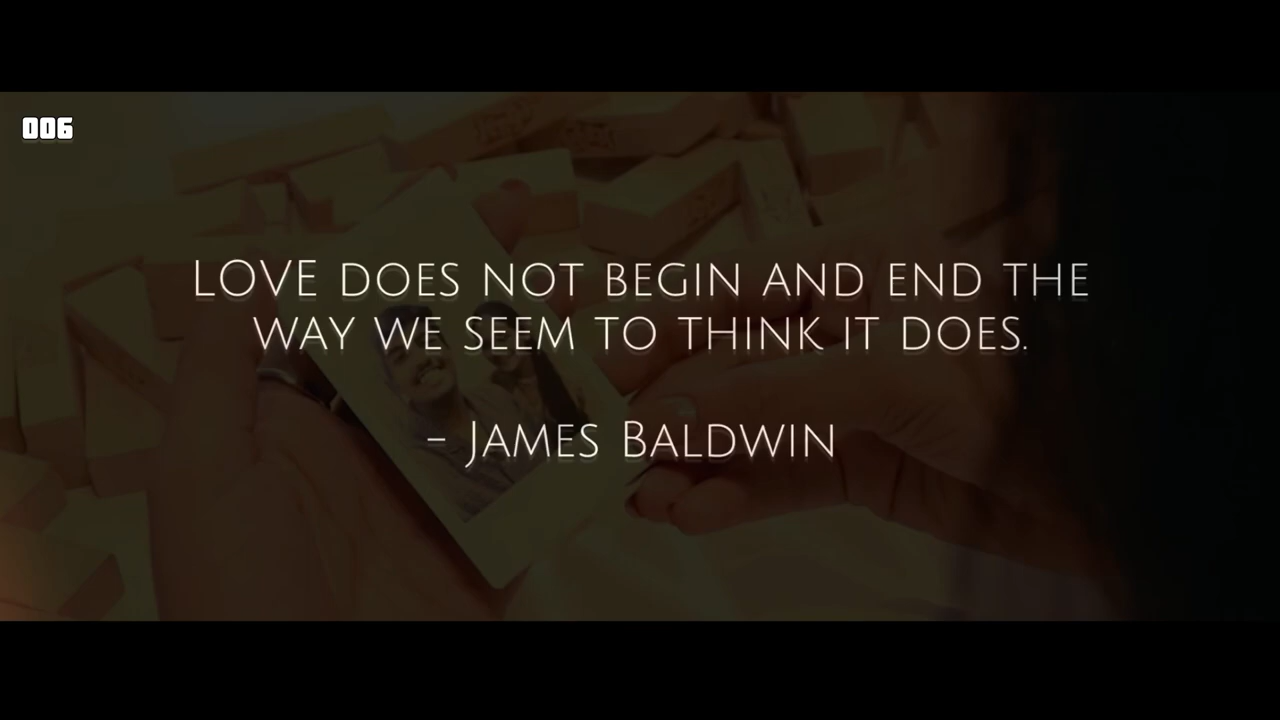 006
LOVE DOES NOT BEGIN AND END THE
WAY WE SEEM TO THINK IT DOES.
- JAMES BALDWIN